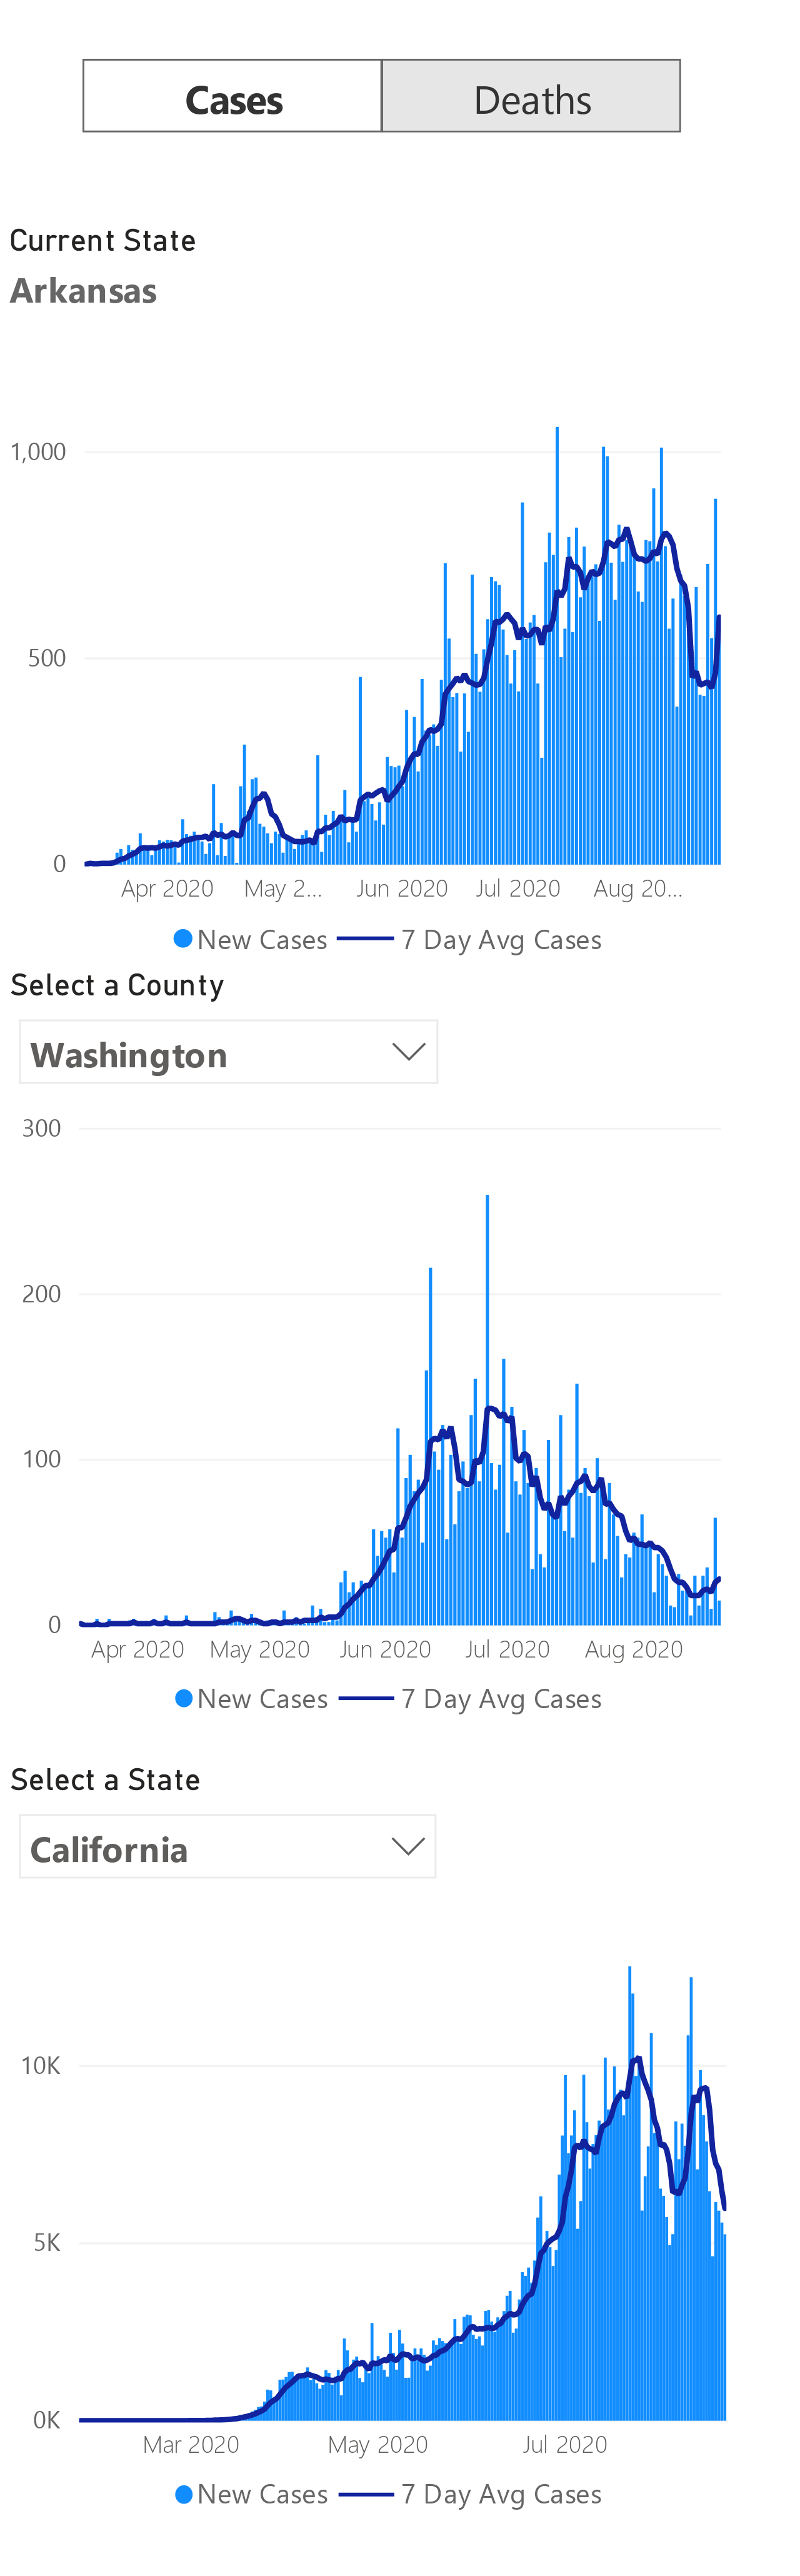 Cases Deaths
Current State
Arkansas
1,000
500
0
Apr 2020 May 2... Jun 2020 Jul 2020 Aug 20...
New Cases 7 Day Avg Cases
Select a County
Washington
300
200
100
0
Apr 2020 May 2020 Jun 2020 Jul 2020 Aug 2020
New Cases 7 Day Avg Cases
Select a State
California
10K
5K
0K
Mar 2020 May 2020 Jul 2020
New Cases 7 Day Avg Cases